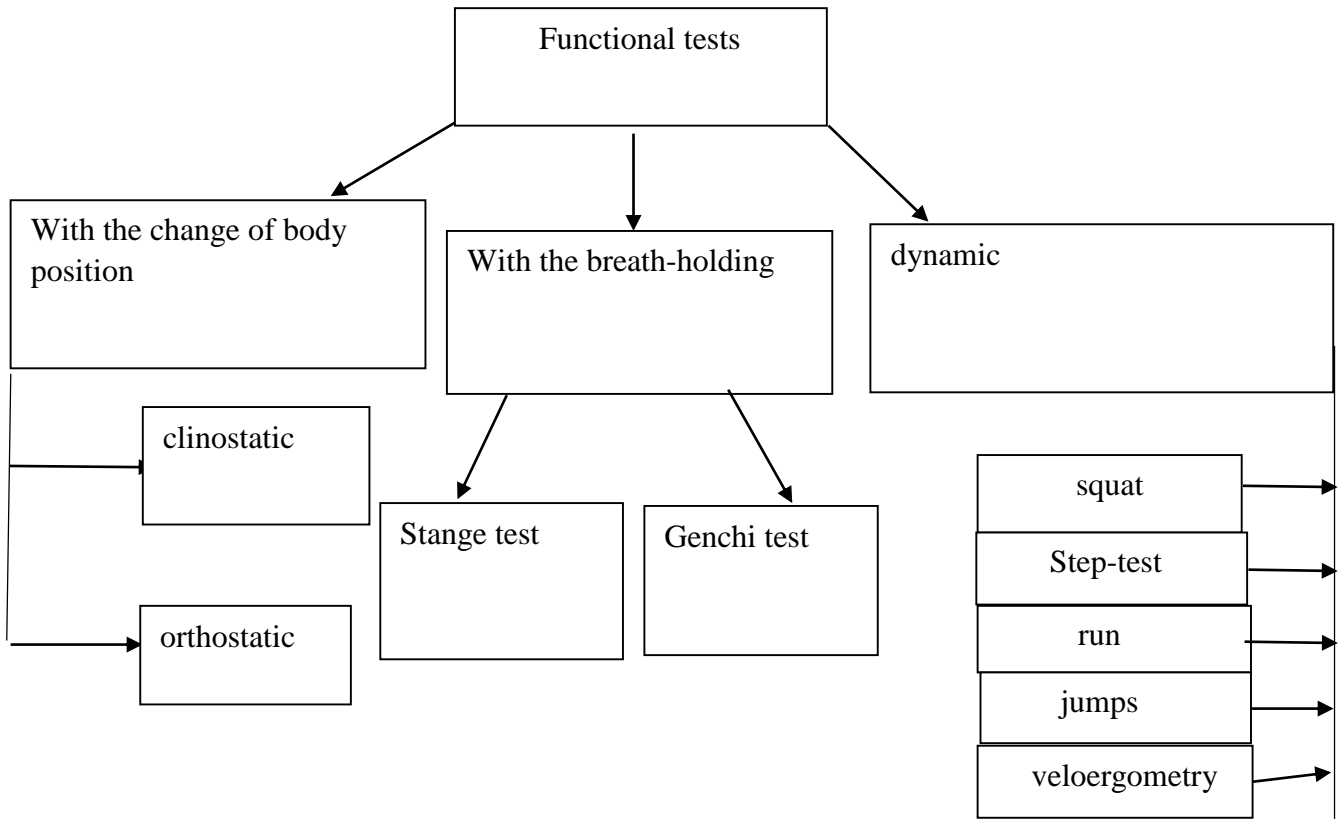 Functional tests
With the change of body
position
With the breath-holding
dynamic
clinostatic
orthostatic
Stange test
Genchi test
squat
Step-test
run
jumps
veloergometry